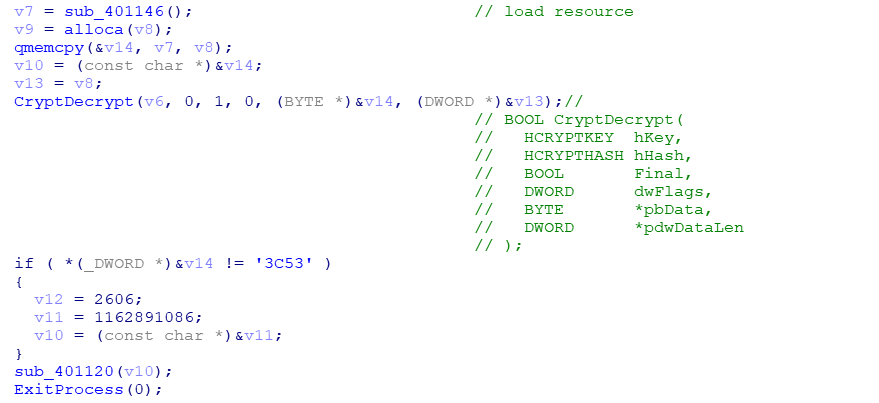 v7 = sub_401146(); // load resource
v9 = alloca(v8);
qmemcpy(&v14, v7, v8);
v10 = (const char *)&v14;
v13 = v8;
CryptDecrypt(v6, 0, 1, 0, (BYTE *)&v14, (DWORD *)&v13);//
// BOOL CryptDecrypt(
//   HCRYPTKEY  hKey,
//   HCRYPTHASH hHash,
//   BOOL       Final,
//   DWORD      dwFlags,
//   BYTE       *pbData,
//   DWORD      *pdwDataLen
// );
if ( *(_DWORD *)&v14 != '3C53' )
{
  v12 = 2606;
  v11 = 1162891086;
  v10 = (const char *)&v11;
}
sub_401120(v10);
ExitProcess(0);